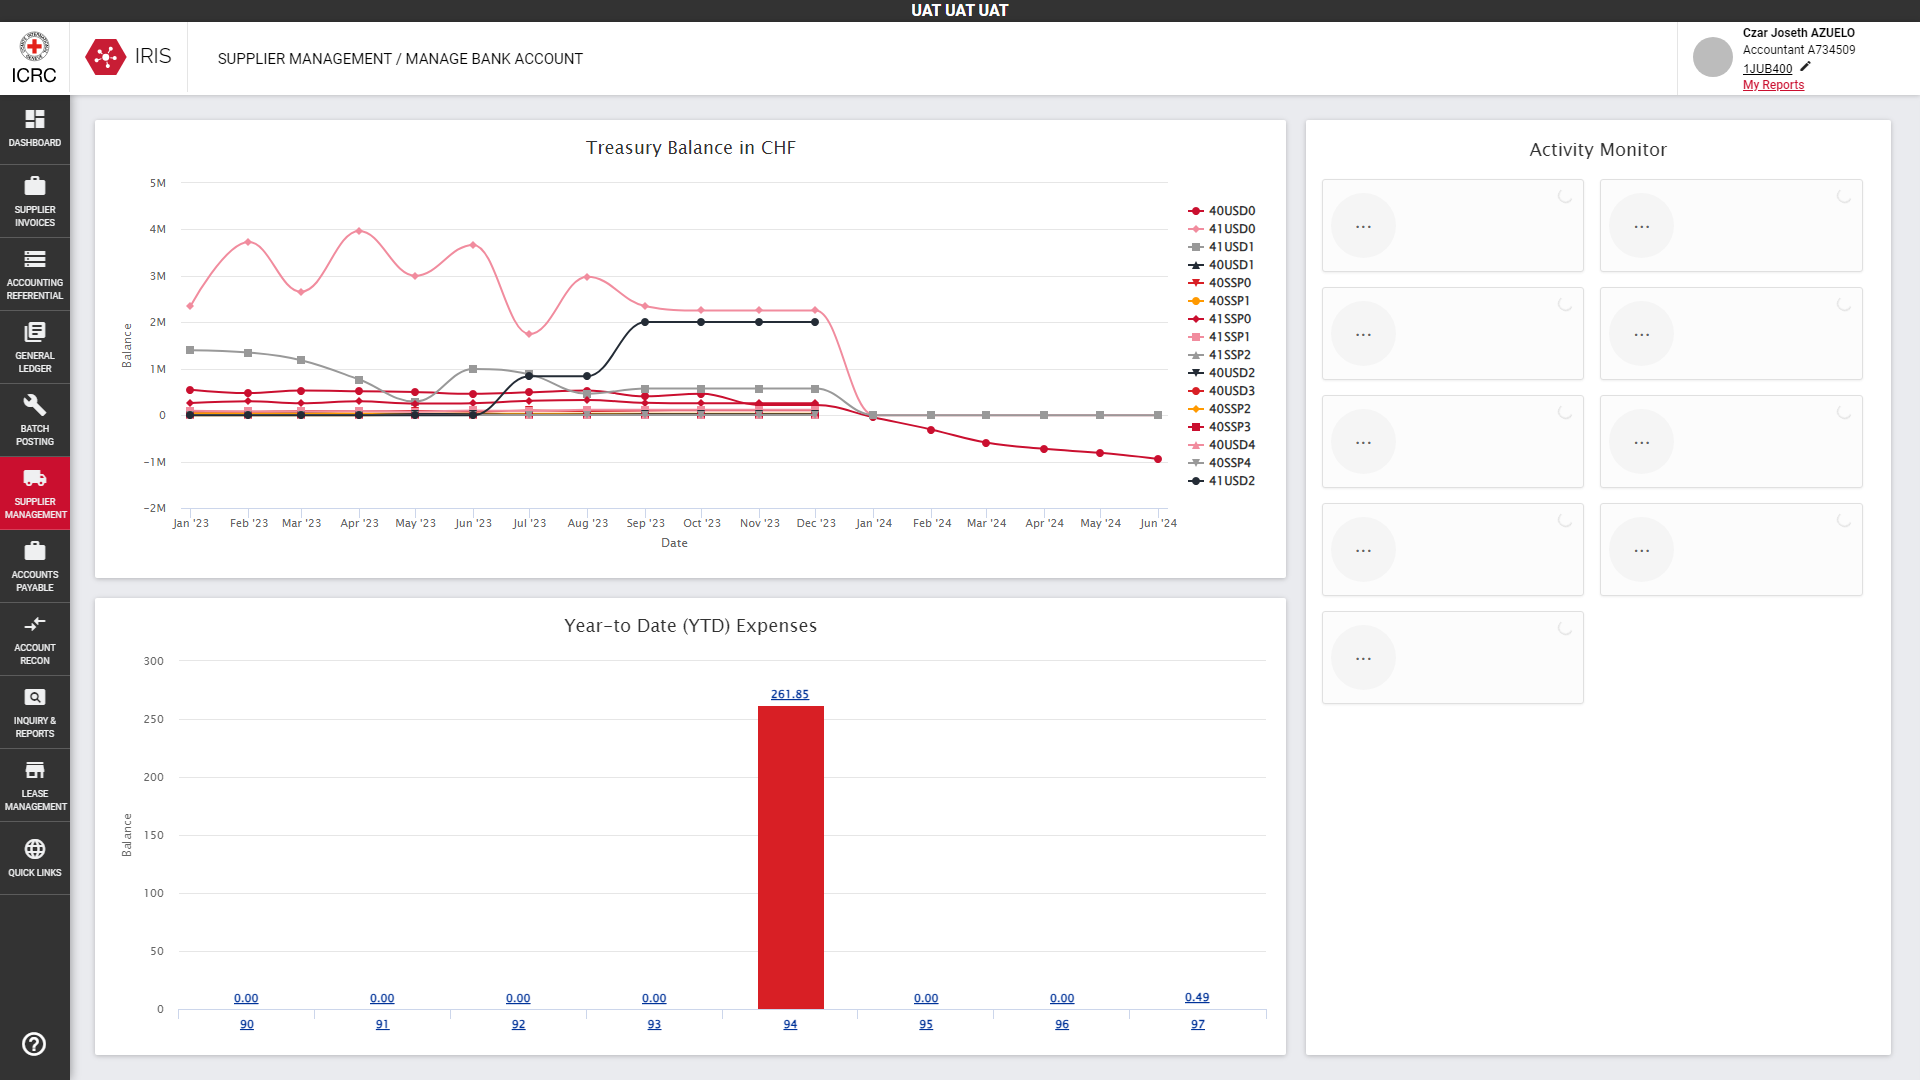 UAT UAT UAT
ICRC
IRIS
SUPPLIER MANAGEMENT / MANAGE BANK ACCOUNT
Czar Joseth AZUELO
Accountant A734509
1JUB400
My Reports
DASHBOARD
SUPPLIER
INVOICES
ACCOUNTING
REFERENTIAL
GENERAL
LEDGER
BATCH
POSTING
SUPPLIER
MANAGEMENT
ACCOUNTS
PAYABLE
ACCOUNT
RECON
INQUIRY &
REPORTS
LEASE
MANAGEMENT
QUICK LINKS
Treasury Balance in CHF
5M
4M
3M
2M
1M
0
-1M
-2M
Balance
Jan '23 Feb '23 Mar '23 Apr '23 May '23 Jun '23 Jul '23 Aug '23 Sep '23 Oct '23 Nov '23 Dec '23 Jan '24 Feb '24 Mar '24 Apr '24 May '24 Jun '24
Date
40USD0
41USD0
41USD1
40USD1
40SSP0
40SSP1
41SSP0
41SSP1
41SSP2
40USD2
40USD3
40SSP2
40SSP3
40USD4
40SSP4
41USD2
Year-to Date (YTD) Expenses
300
250
200
150
100
50
0
Balance
0.00 0.00 0.00 0.00 261.85 0.00 0.00 0.49
90 91 92 93 94 95 96 97
Activity Monitor
... ...
... ...
... ...
... ...
...